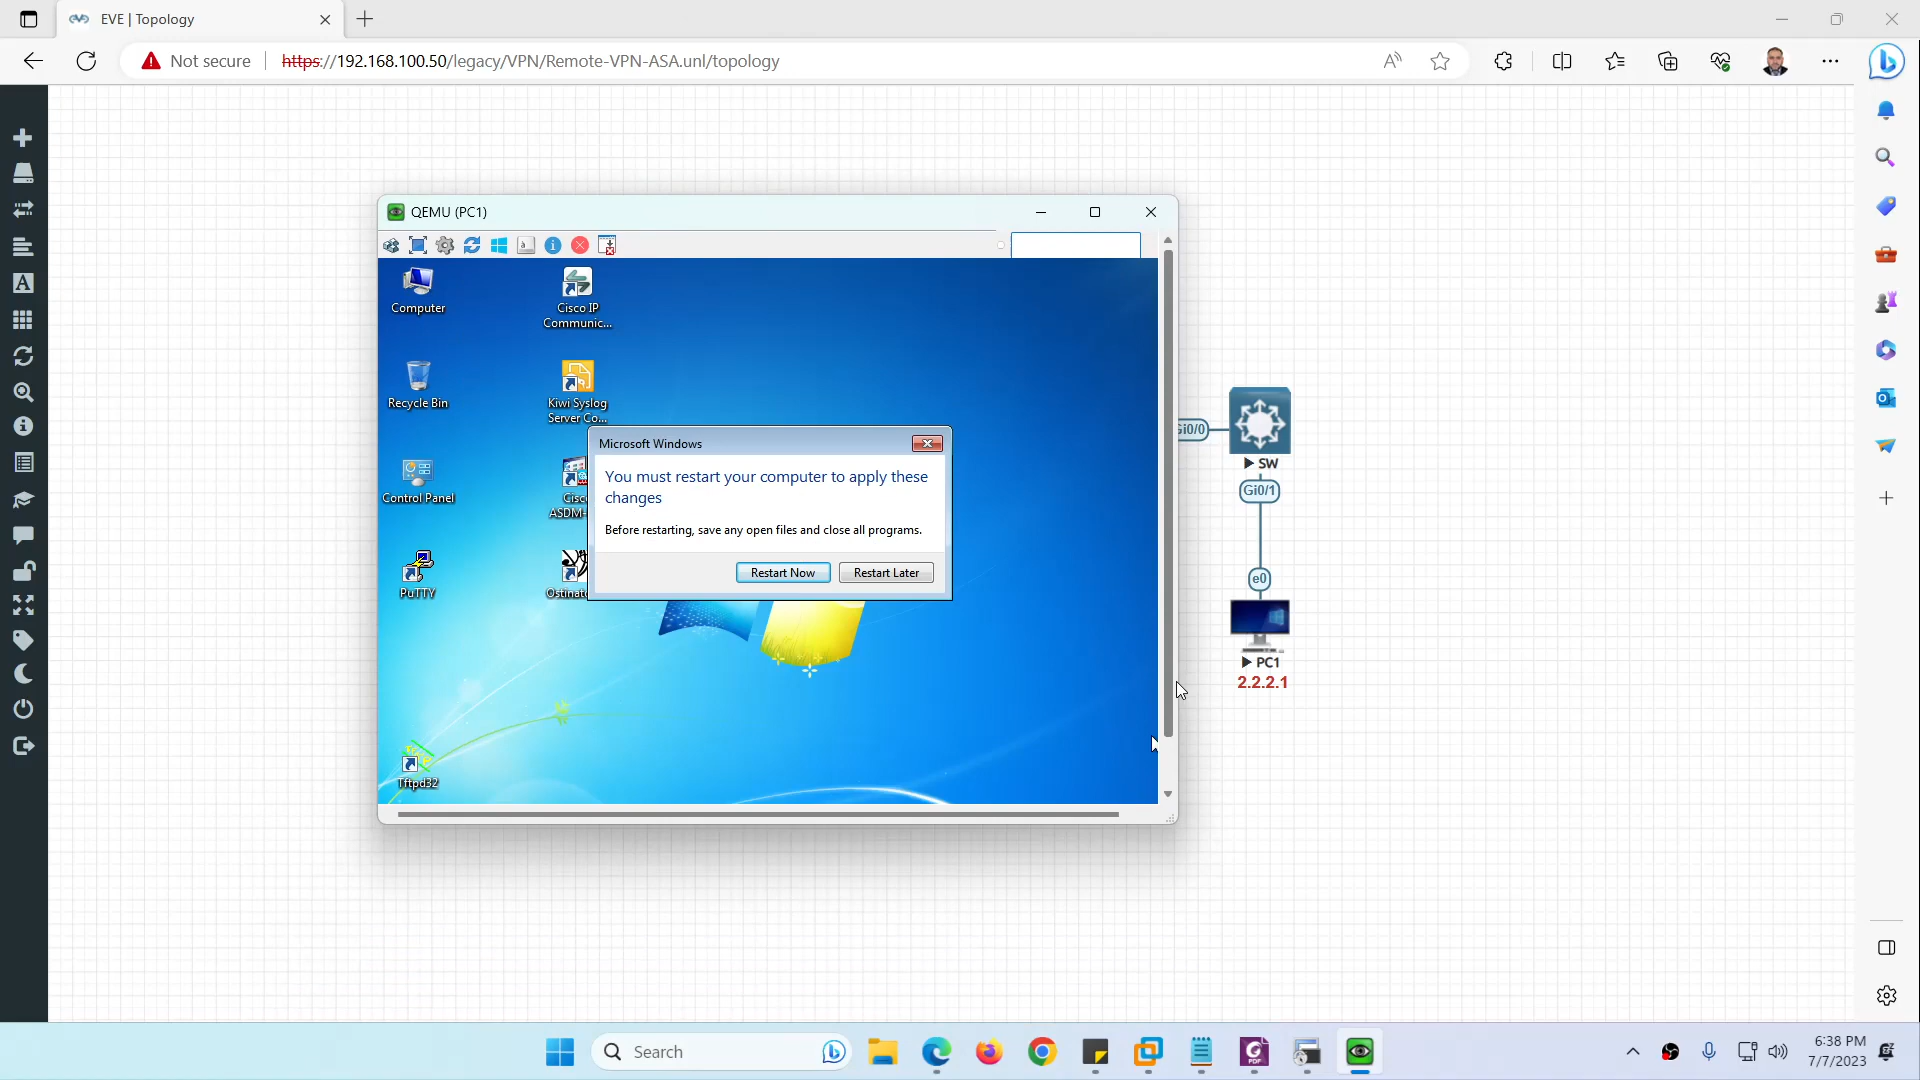 EVE | Topology
Not secure
https://192.168.100.50/legacy/VPN/Remote-VPN-ASA.unl/topology
QEMU (PC1)
Computer
Cisco IP
Communic...
Recycle Bin
Kiwi Syslog
Server Co...
Microsoft Windows
You must restart your computer to apply these
changes
Before restarting, save any open files and close all programs.
Restart Now
Restart Later
Control Panel
ASDM-
PuTTY
Tftpd32
Gi0/0
SW
Gi0/1
e0
PC1
2.2.2.1
Search
6:38 PM
7/7/2023